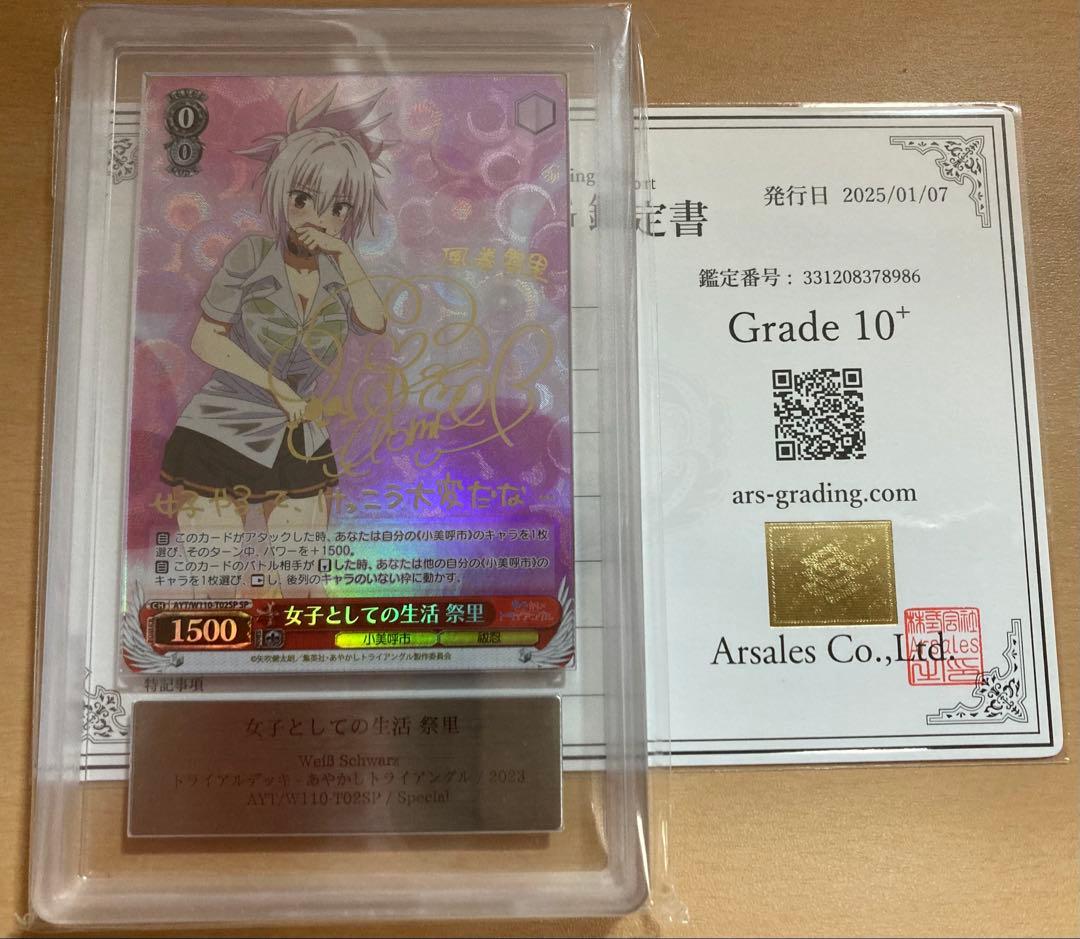 0
0
風巻祭里
女子やるって、けっこう大変だな…
自 このカードがアタックした時、あなたは自分の《小美呼市》のキャラを1枚
選び、そのターン中、パワーを+1500。
自 このカードのバトル相手が した時、あなたは他の自分の《小美呼市》の
キャラを1枚選び、 し、後列のキャラのいない枠に動かす。
CH AYT/W110-T02SP SP
女子としての生活 祭里
1500
小美呼市
祓忍
©矢吹健太朗/集英社・あやかしトライアングル製作委員会
特記事項
女子としての生活 祭里
Weiß Schwarz
トライアルデッキ - あやかしトライアングル / 2023
AYT/W110-T02SP / Special
発行日 2025/01/07
鑑定書
鑑定番号 : 331208378986
Grade 10+
ars-grading.com
Arsales Co.,Ltd.
株式会社
Arsales
之印